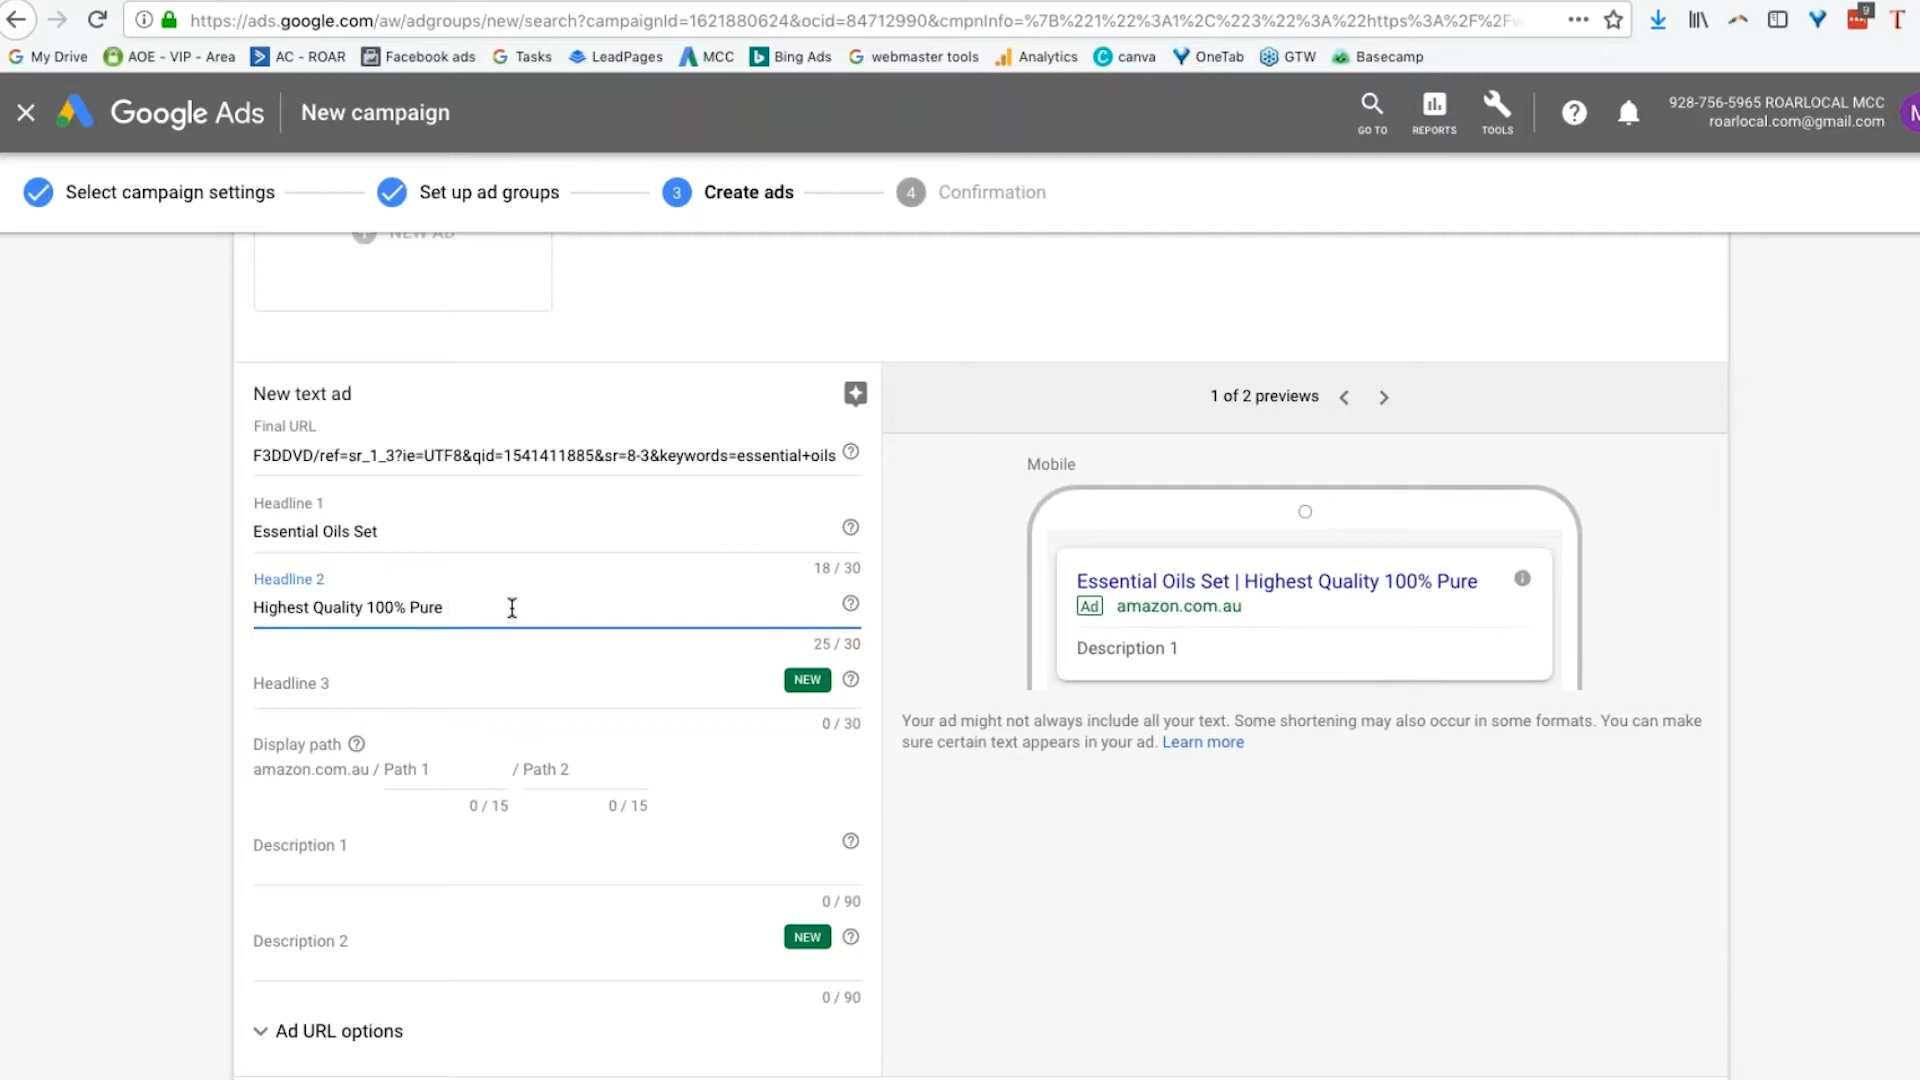 https://ads.google.com/aw/adgroups/new/search?campaignId=1621880624&ocid=84712990&cmpnInfo=%7B%221%22%3A1%2C%223%22%3A%22https%3A%2F%2F
9
T
My Drive AOE - VIP - Area AC - ROAR Facebook ads Tasks LeadPages MCC Bing Ads webmaster tools Analytics canva OneTab GTW Basecamp
Google Ads New campaign
GO TO REPORTS TOOLS
928-756-5965 ROARLOCAL MCC
roarlocal.com@gmail.com
Select campaign settings Set up ad groups 3 Create ads 4 Confirmation
NEW AD
New text ad
1 of 2 previews
Final URL
F3DDVD/ref=sr_1_3?ie=UTF8&qid=1541411885&sr=8-3&keywords=essential+oils
Mobile
Headline 1
Essential Oils Set
18 / 30
Headline 2
Highest Quality 100% Pure
25 / 30
Essential Oils Set | Highest Quality 100% Pure
Ad amazon.com.au
Description 1
Headline 3 NEW
0 / 30
Your ad might not always include all your text. Some shortening may also occur in some formats. You can make
sure certain text appears in your ad. Learn more
Display path
amazon.com.au / Path 1 / Path 2
0 / 15 0 / 15
Description 1
0 / 90
Description 2 NEW
0 / 90
Ad URL options